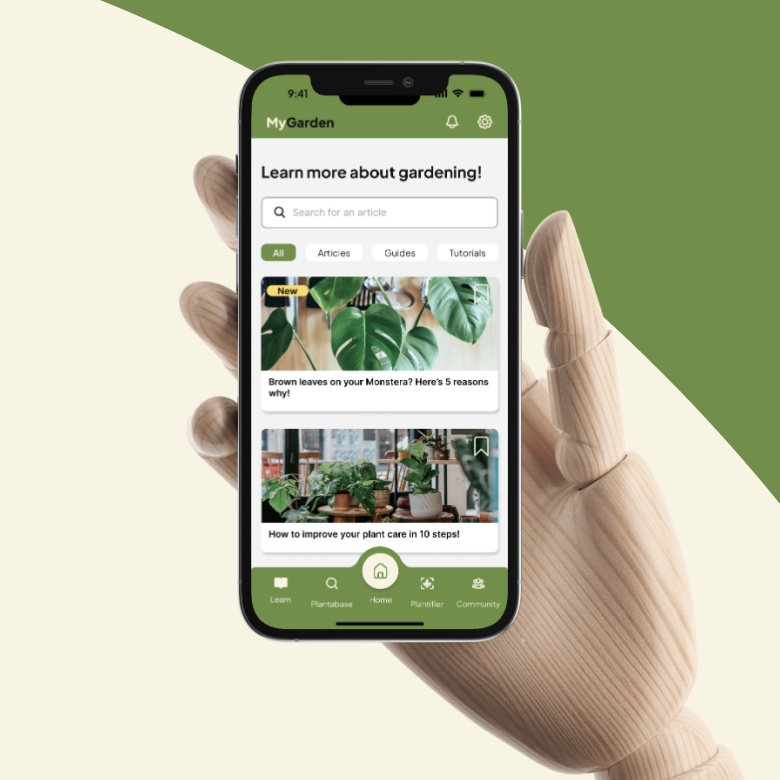 9:41
MyGarden
Learn more about gardening!
Search for an article
All Articles Guides Tutorials
New
Brown leaves on your Monstera? Here's 5 reasons
why!
How to improve your plant care in 10 steps!
Learn Plantabase Home Plantifier Community